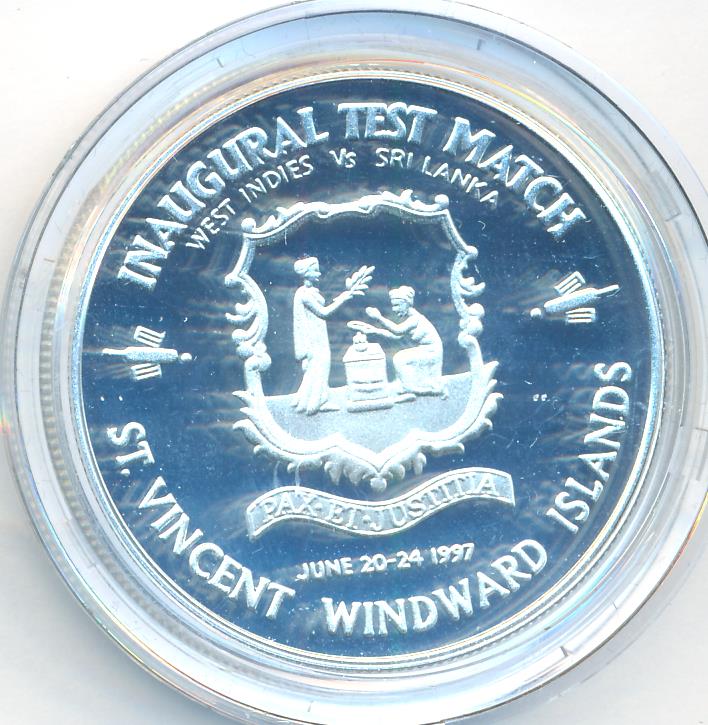 INAUGURAL TEST MATCH
WEST INDIES VS SRI LANKA
PAX ET JUSTITIA
JUNE 20-24 1997
ST. VINCENT WINDWARD ISLANDS